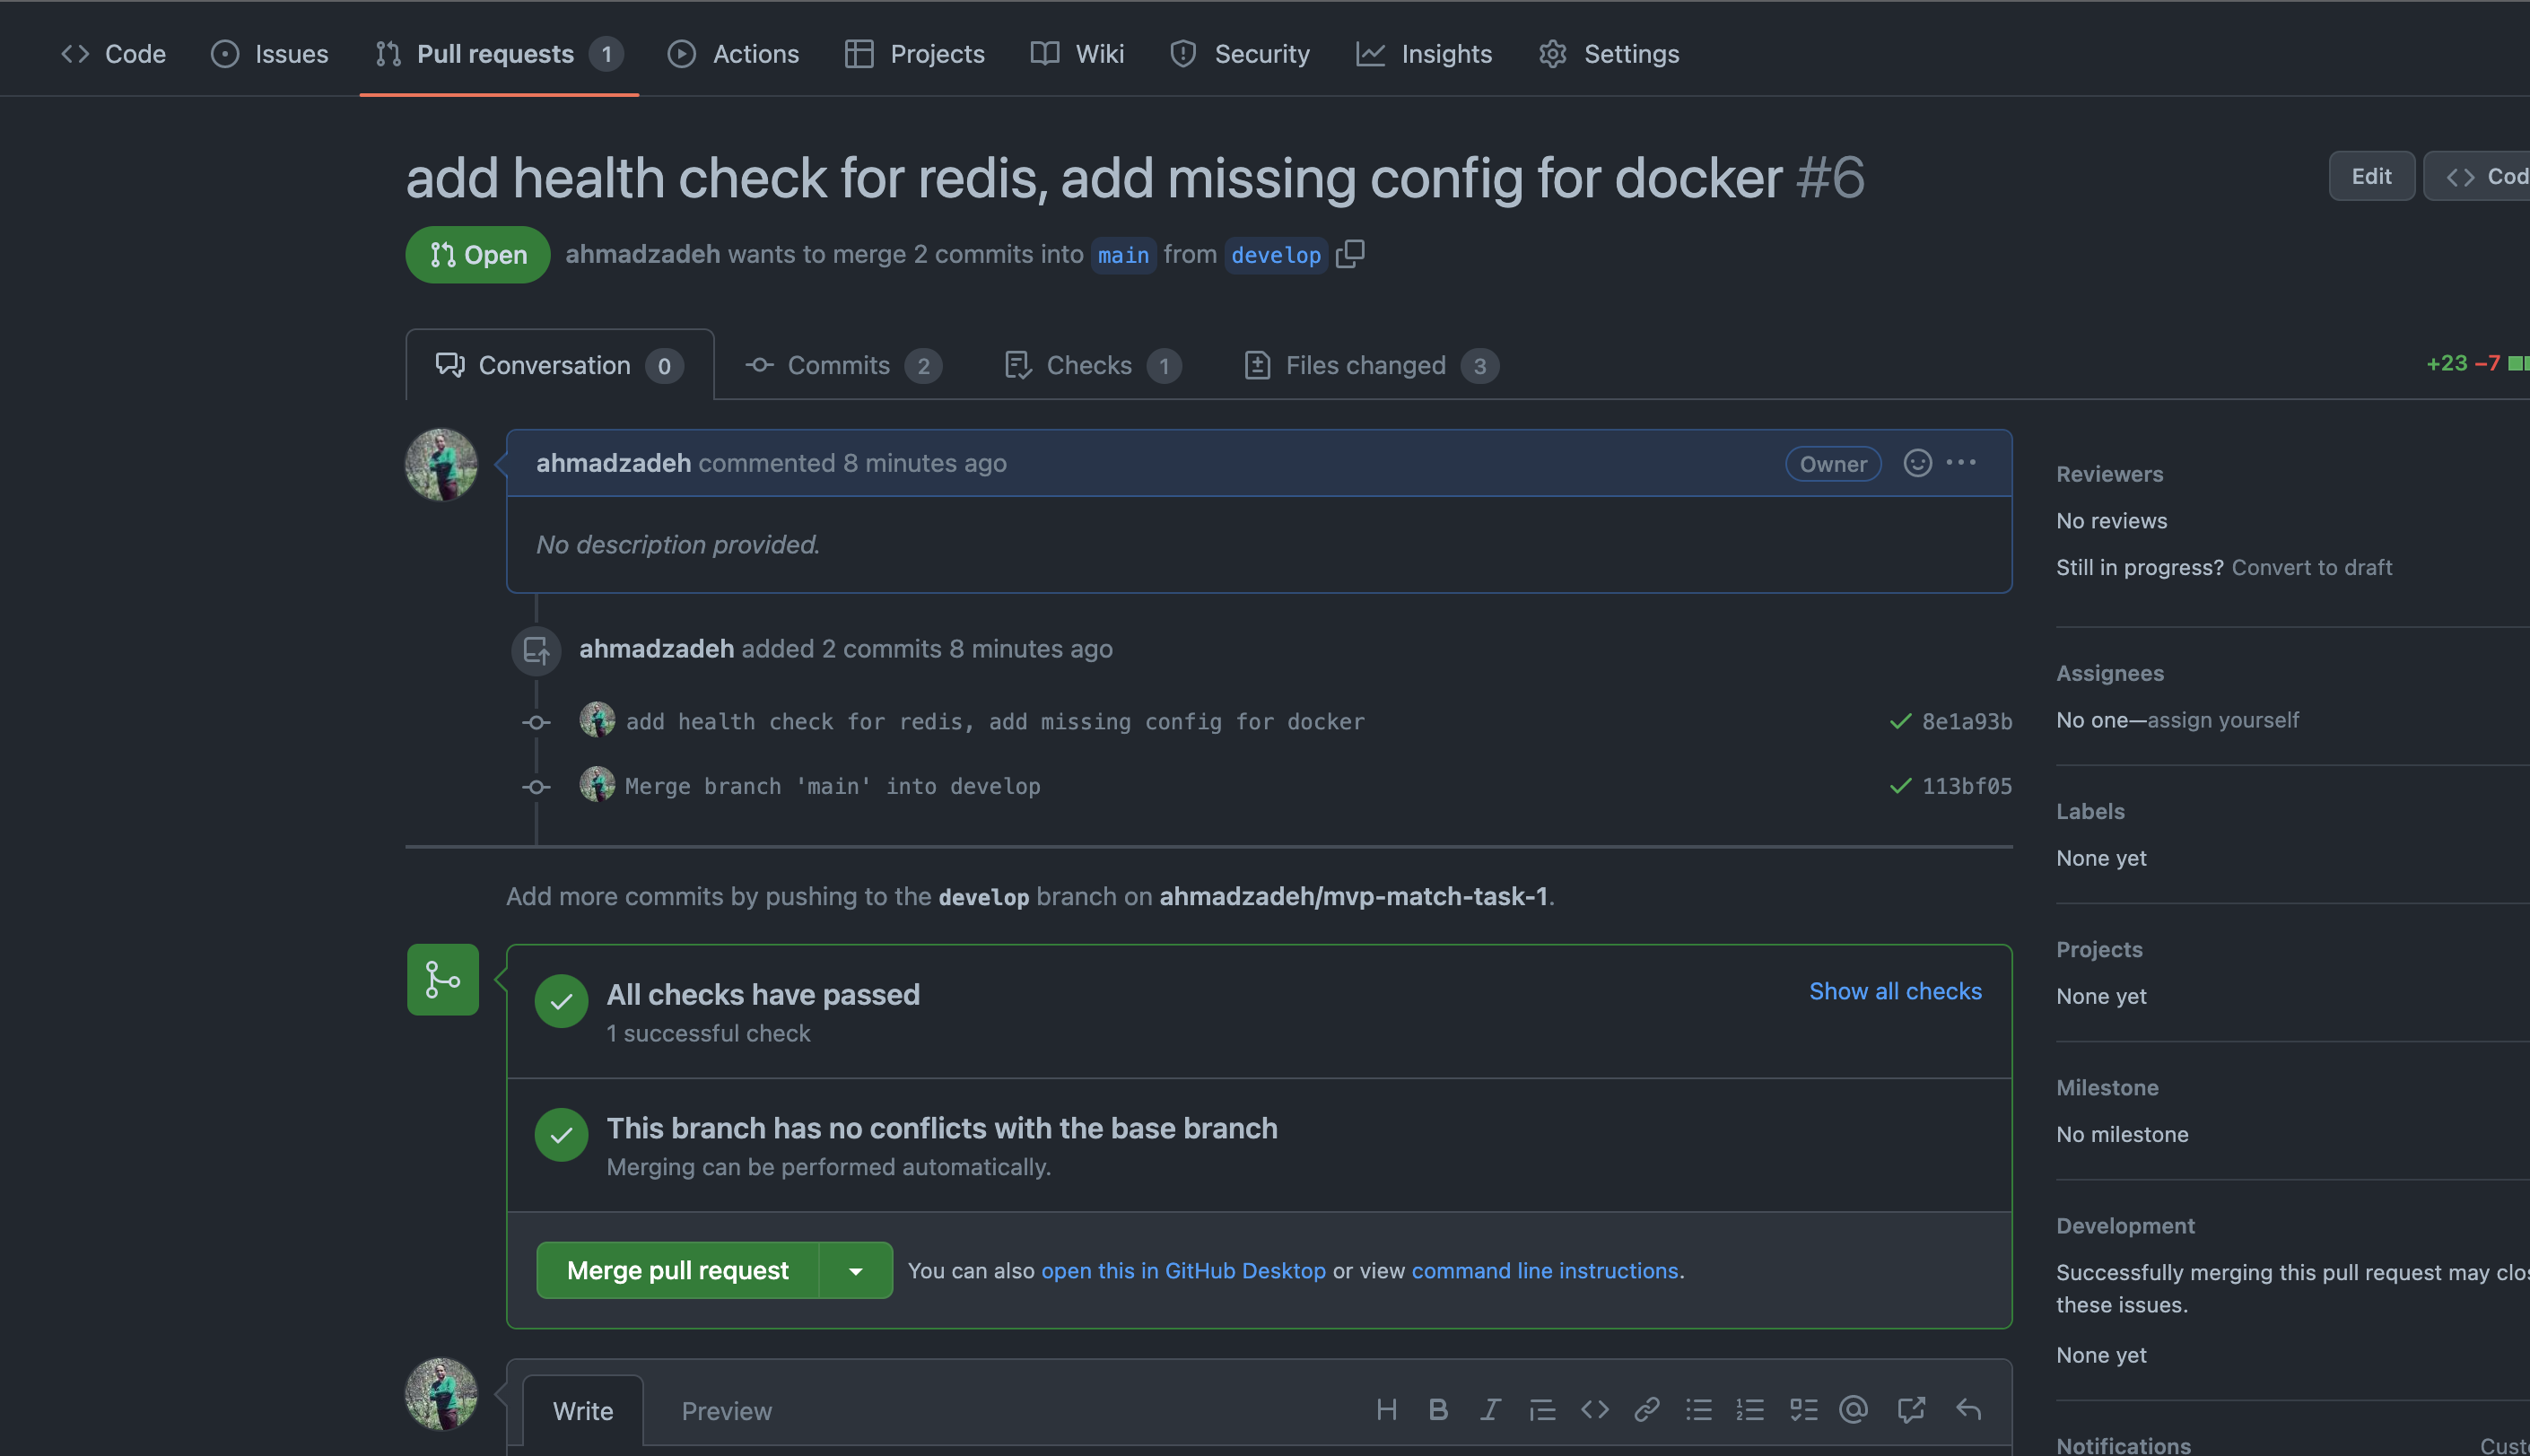 Code Issues Pull requests 1 Actions Projects Wiki Security Insights Settings
add health check for redis, add missing config for docker #6
Edit
Open ahmadzadeh wants to merge 2 commits into main from develop
Conversation 0 Commits 2 Checks 1 Files changed 3
+23 −7
ahmadzadeh commented 8 minutes ago
Owner
No description provided.
ahmadzadeh added 2 commits 8 minutes ago
add health check for redis, add missing config for docker
8e1a93b
Merge branch 'main' into develop
113bf05
Add more commits by pushing to the develop branch on ahmadzadeh/mvp-match-task-1.
All checks have passed
1 successful check
Show all checks
This branch has no conflicts with the base branch
Merging can be performed automatically.
Merge pull request
You can also open this in GitHub Desktop or view command line instructions.
Write Preview
Reviewers
No reviews
Still in progress? Convert to draft
Assignees
No one—assign yourself
Labels
None yet
Projects
None yet
Milestone
No milestone
Development
Successfully merging this pull request may
these issues.
None yet
Notifications